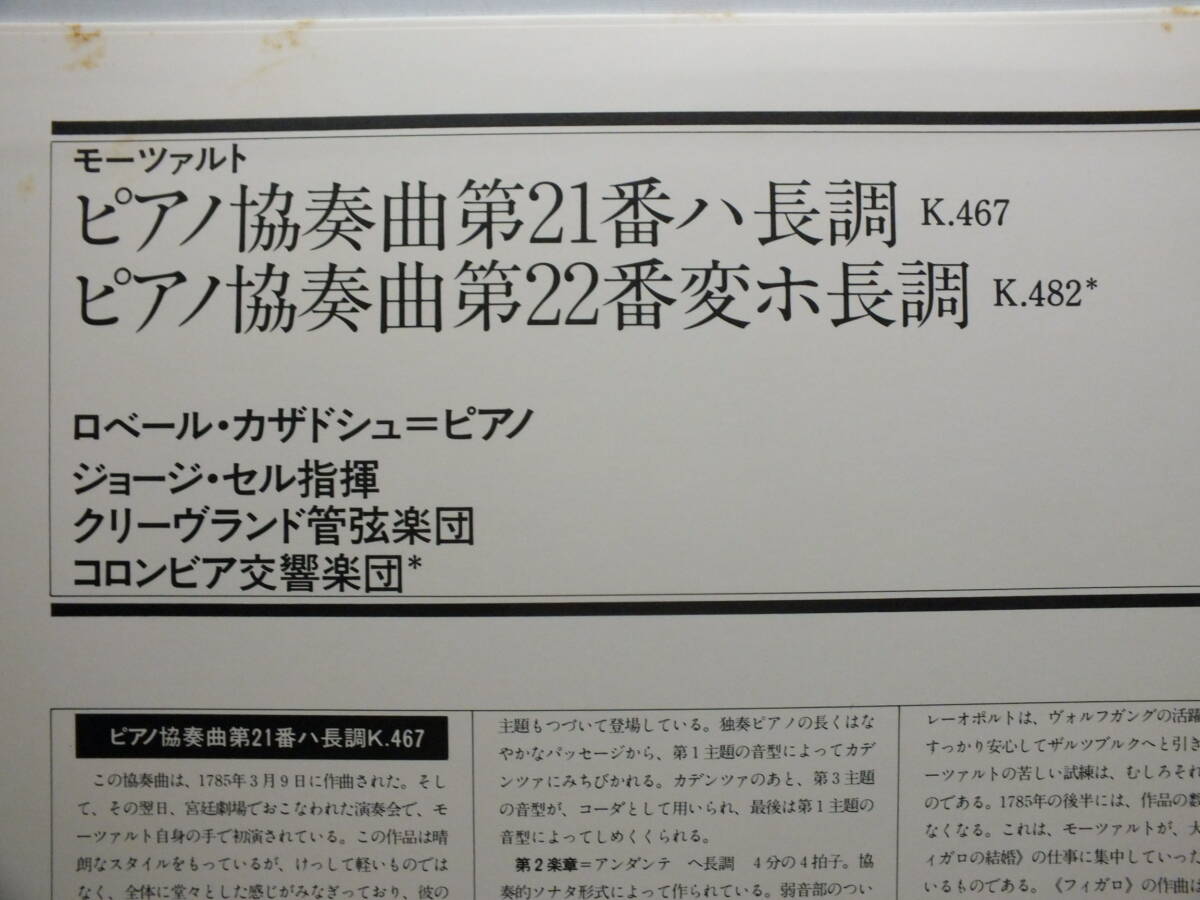 モーツァルト
ピアノ協奏曲第21番ハ長調 K.467
ピアノ協奏曲第22番変ホ長調 K.482*
ロベール・カザドシュ=ピアノ
ジョージ・セル指揮
クリーヴランド管弦楽団
コロンビア交響楽団*
ピアノ協奏曲第21番ハ長調K.467
この協奏曲は、1785年3月9日に作曲された。そし
て、その翌日、宮廷劇場でおこなわれた演奏会で、モ
ーツァルト自身の手で初演されている。この作品は晴
朗なスタイルをもっているが、けっして軽いものでは
なく、全体に堂々とした感じがみなぎっており、彼の
主題もつづいて登場している。独奏ピアノの長くはな
やかなパッセージから、第1主題の音型によってカデ
ンツァにみちびかれる。カデンツァのあと、第3主題
の音型が、コーダとして用いられ、最後は第1主題の
音型によってしめくくられる。
第2楽章=アンダンテ ヘ長調 4分の4拍子。協
奏的ソナタ形式によって作られている。弱音部のつい
レーオポルトは、ヴォルフガングの活躍
すっかり安心してザルツブルクへと引き
ーツァルトの苦しい試練は、むしろそれ
のである。1785年の後半には、作品の数
なくなる。これは、モーツァルトが、大
ィガロの結婚》の仕事に集中していった
いるものである。《フィガロ》の作曲は